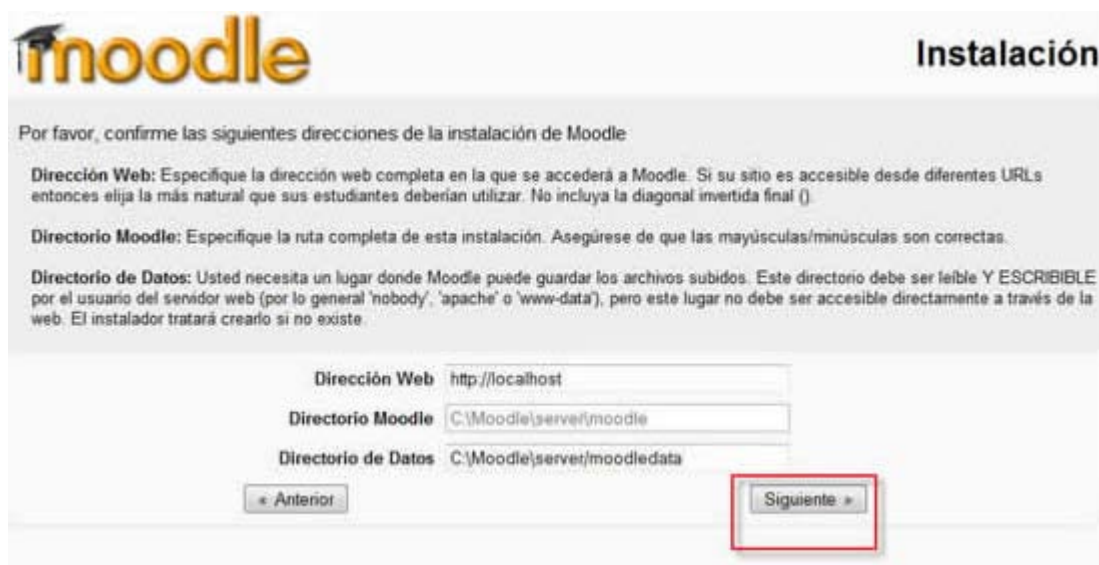 moodle
Instalación
Por favor, confirme las siguientes direcciones de la instalación de Moodle
Dirección Web: Especifique la dirección web completa en la que se accederá a Moodle. Si su sitio es accesible desde diferentes URLs
entonces elija la más natural que sus estudiantes deberían utilizar. No incluya la diagonal invertida final ().
Directorio Moodle: Especifique la ruta completa de esta instalación. Asegúrese de que las mayúsculas/minúsculas son correctas.
Directorio de Datos: Usted necesita un lugar donde Moodle puede guardar los archivos subidos. Este directorio debe ser leíble Y ESCRIBIBLE
por el usuario del servidor web (por lo general 'nobody', 'apache' o 'www-data'), pero este lugar no debe ser accesible directamente a través de la
web. El instalador tratará crearlo si no existe.
Dirección Web http://localhost
Directorio Moodle C:\Moodle\server\moodle
Directorio de Datos C:\Moodle\server/moodledata
« Anterior Siguiente »